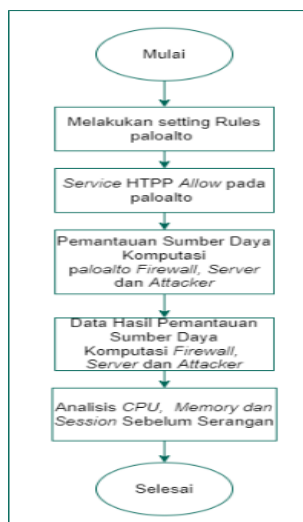 Mulai
Melakukan setting Rules
paloalto
Service HTPP Allow pada
paloalto
Pemantauan Sumber Daya
Komputasi
paloalto Firewall, Server
dan Attacker
Data Hasil Pemantauan
Sumber Daya
Komputasi Firewall,
Server dan Attacker
Analisis CPU, Memory dan
Session Sebelum Serangan
Selesai